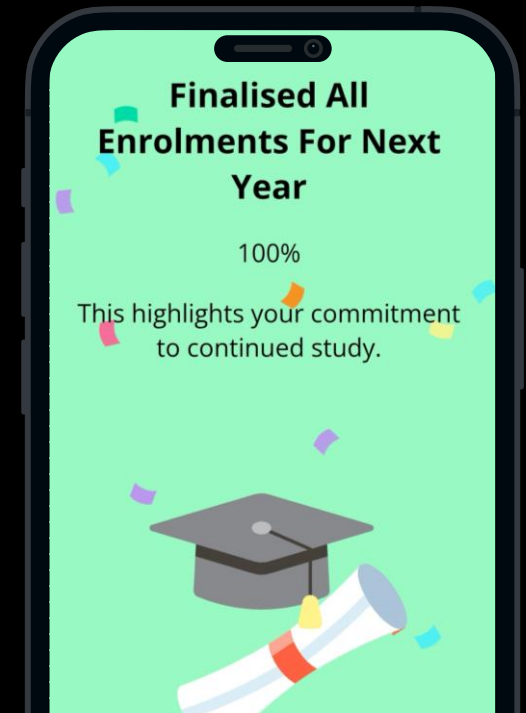 Finalised All
Enrolments For Next
Year
100%
This highlights your commitment
to continued study.